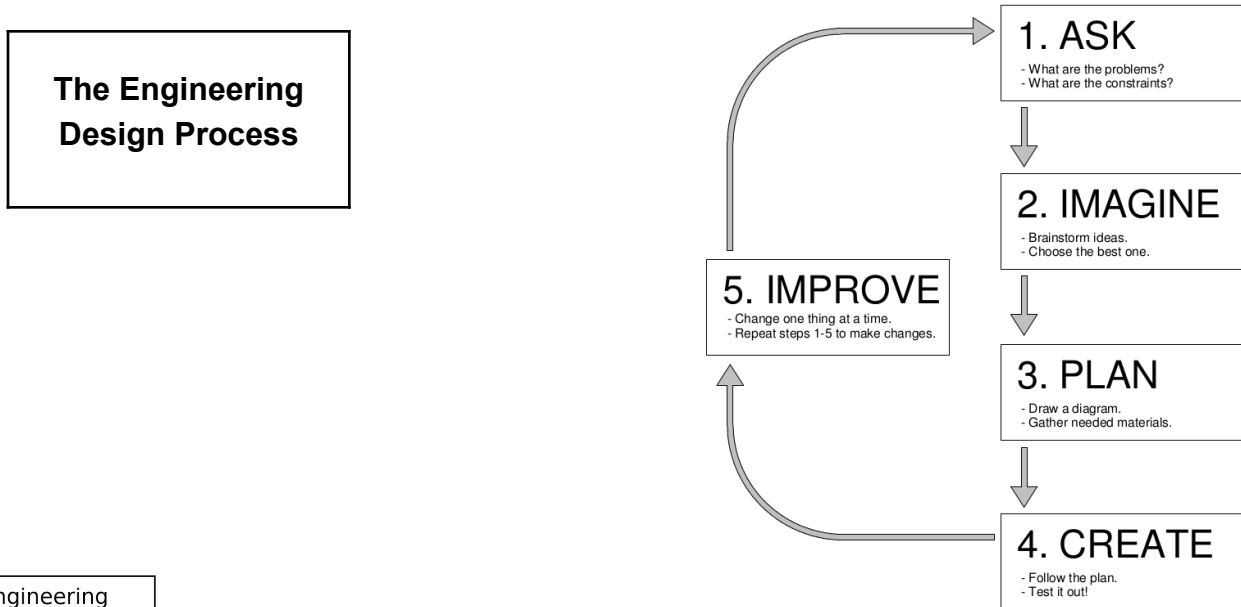 The Engineering
Design Process
1. ASK
- What are the problems?
- What are the constraints?
2. IMAGINE
- Brainstorm ideas.
- Choose the best one.
3. PLAN
- Draw a diagram.
- Gather needed materials.
4. CREATE
- Follow the plan.
- Test it out!
5. IMPROVE
- Change one thing at a time.
- Repeat steps 1-5 to make changes.
ngineering